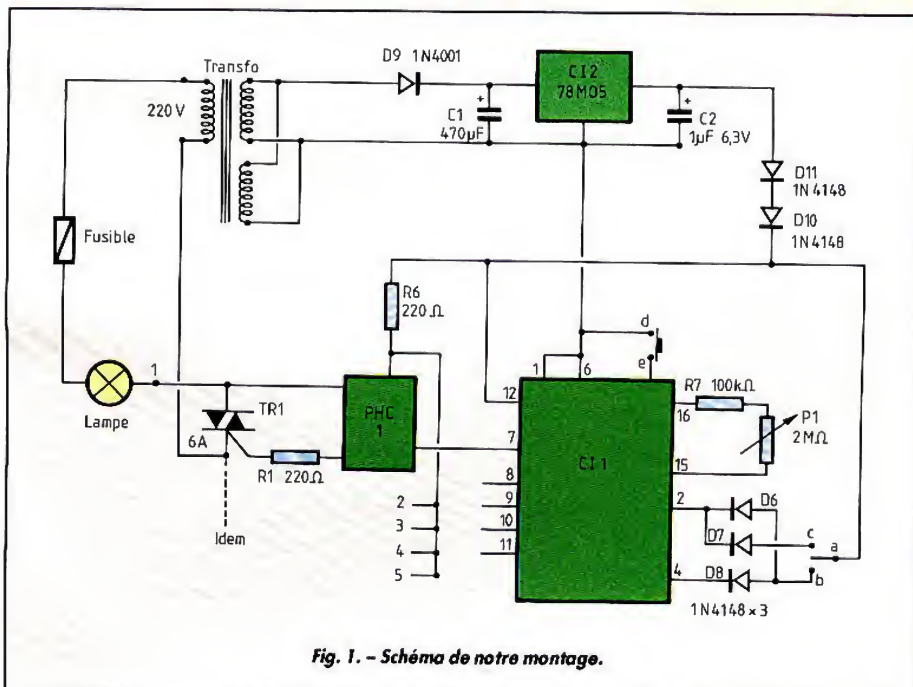 D9 1N4001
Transfo
220 V
CI2
78M05
C1
470µF
C2
1µF 6,3V
D11
1N4148
D10
1N4148
Fusible
R6
220Ω
d
e
1
6
12
R7 100kΩ
16
P1
2MΩ
1
Lampe
TR1
6A
PHC
1
7
CI1
15
R1 220Ω
8
2
D6
2
9
D7
c
3
10
a
4
11
4
D8
b
5
Idem
1N4148 × 3
Fig. 1. – Schéma de notre montage.